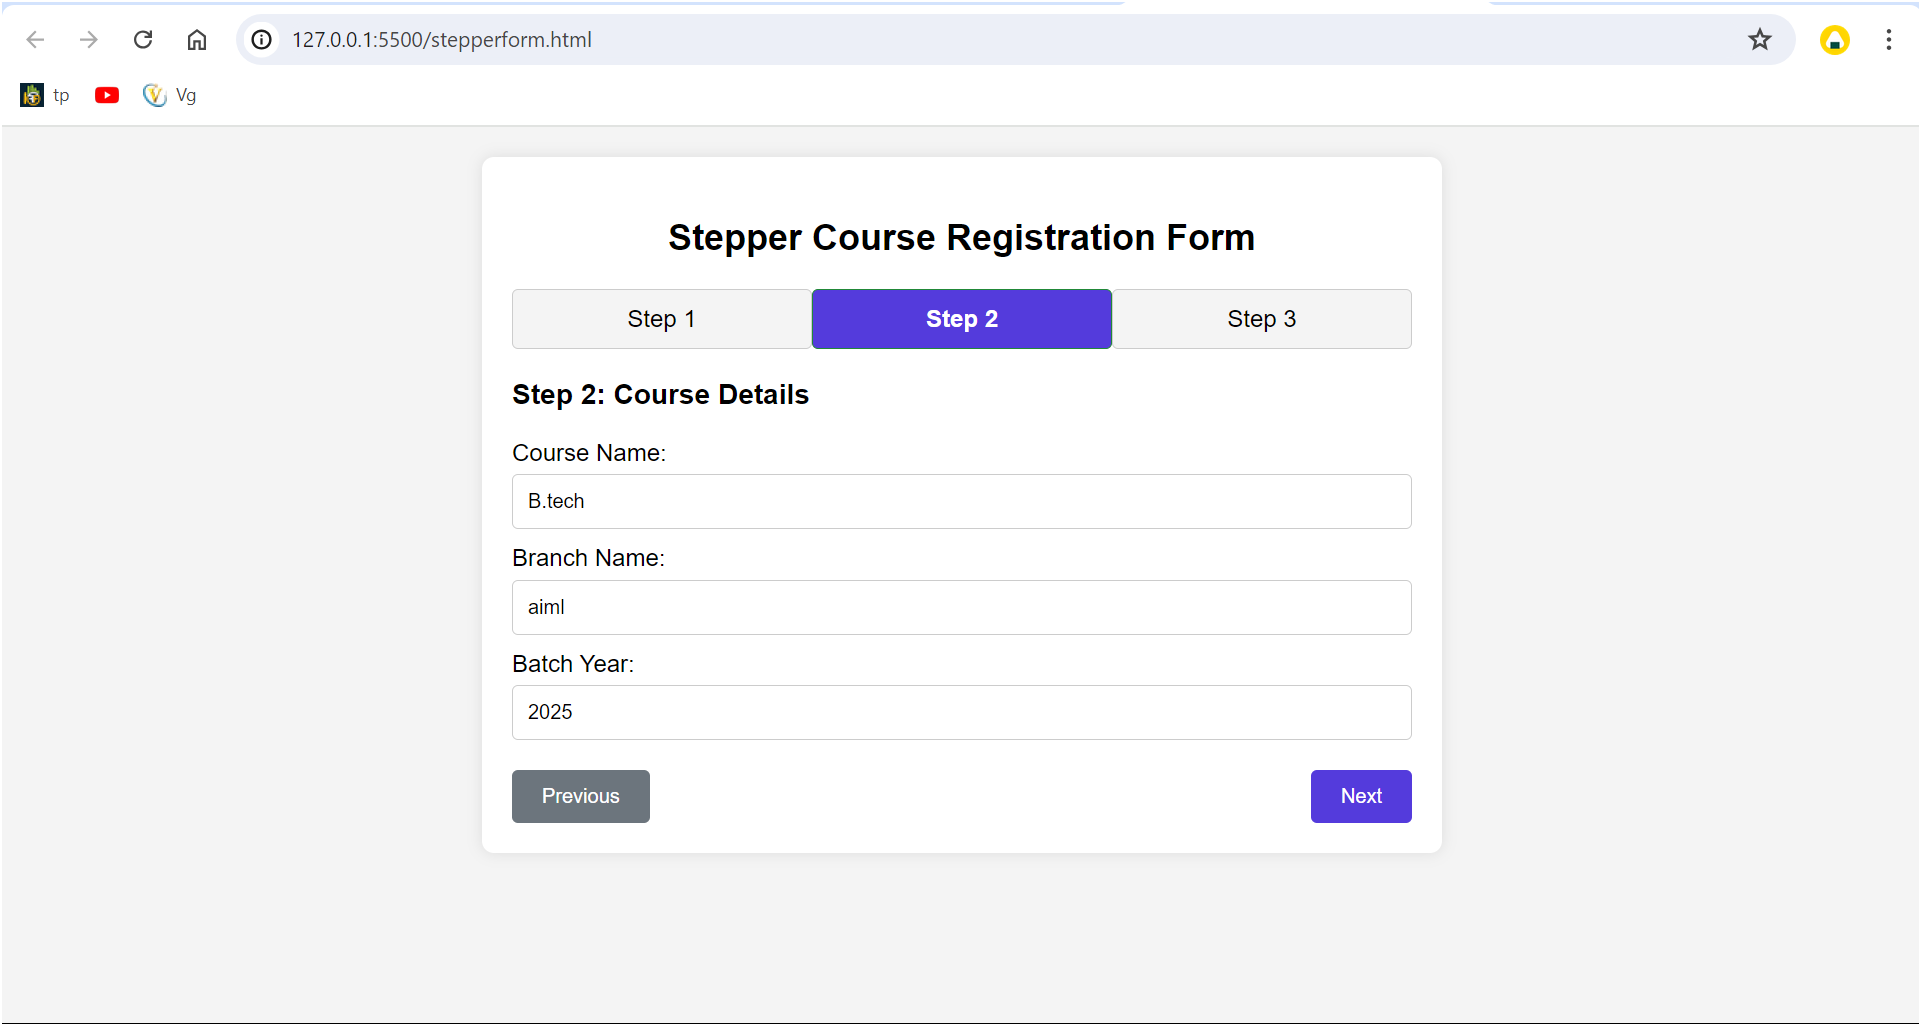 127.0.0.1:5500/stepperform.html
tp Vg
Stepper Course Registration Form
Step 1 Step 2 Step 3
Step 2: Course Details
Course Name:
B.tech
Branch Name:
aiml
Batch Year:
2025
Previous Next